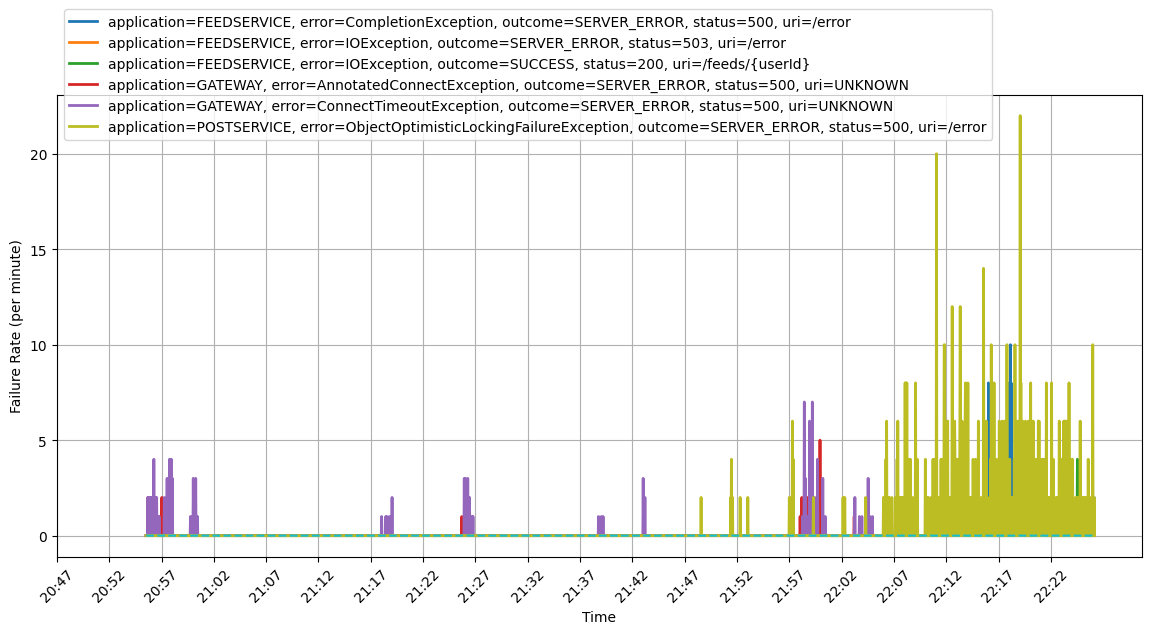 application=FEEDSERVICE, error=CompletionException, outcome=SERVER_ERROR, status=500, uri=/error
application=FEEDSERVICE, error=IOException, outcome=SERVER_ERROR, status=503, uri=/error
application=FEEDSERVICE, error=IOException, outcome=SUCCESS, status=200, uri=/feeds/{userId}
application=GATEWAY, error=AnnotatedConnectException, outcome=SERVER_ERROR, status=500, uri=UNKNOWN
application=GATEWAY, error=ConnectTimeoutException, outcome=SERVER_ERROR, status=500, uri=UNKNOWN
application=POSTSERVICE, error=ObjectOptimisticLockingFailureException, outcome=SERVER_ERROR, status=500, uri=/error
Failure Rate (per minute)
20
15
10
5
0
20:47 20:52 20:57 21:02 21:07 21:12 21:17 21:22 21:27 21:32 21:37 21:42 21:47 21:52 21:57 22:02 22:07 22:12 22:17 22:22
Time